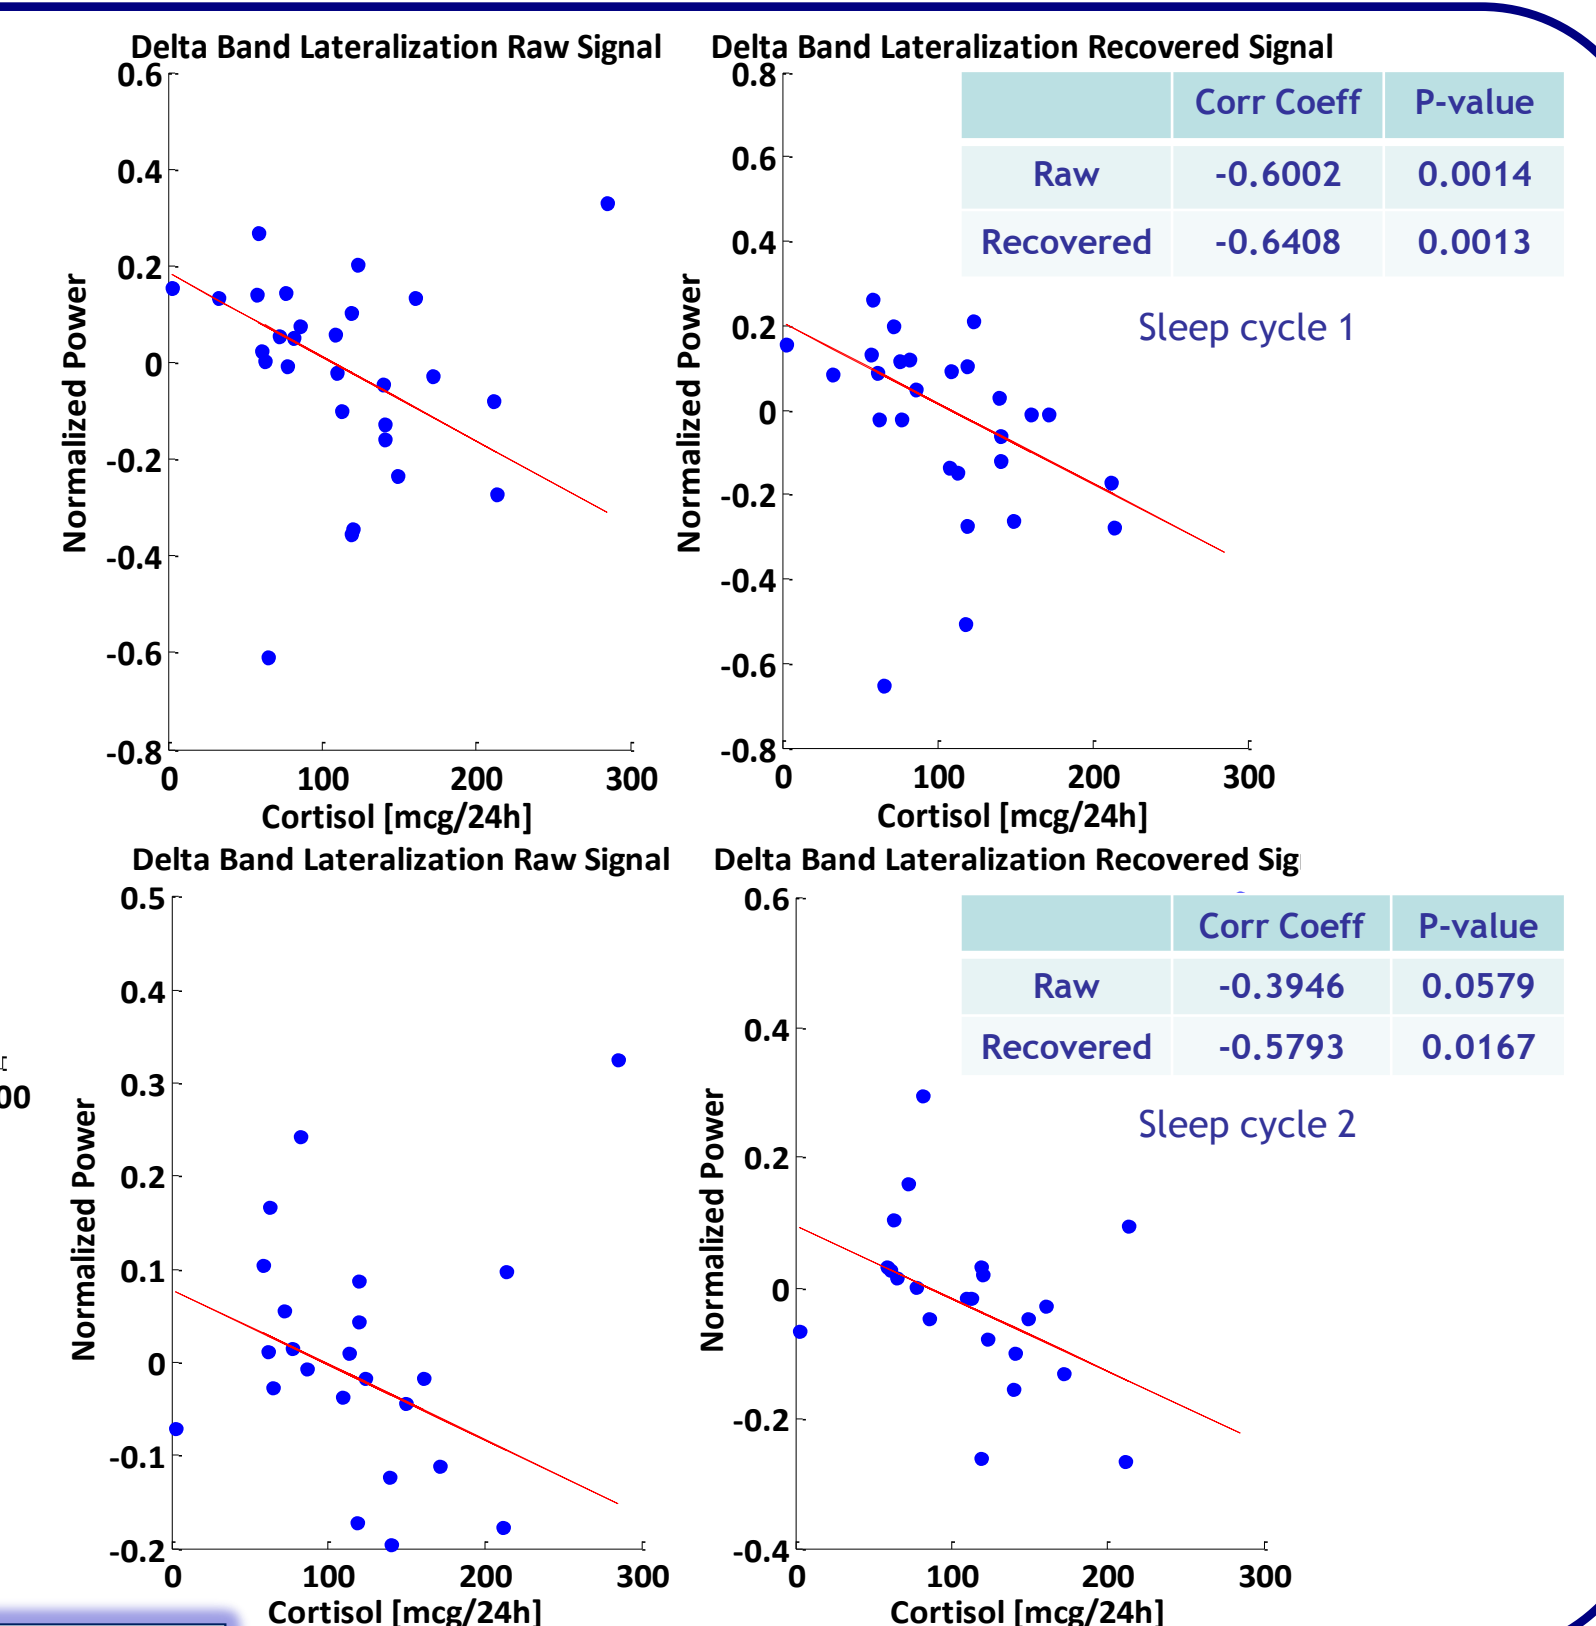 Delta Band Lateralization Raw Signal
0.6
0.4
0.2
0
-0.2
-0.4
-0.6
-0.8
0 100 200 300
Normalized Power
Cortisol [mcg/24h]
Delta Band Lateralization Recovered Signal
0.8
0.6
0.4
0.2
0
-0.2
-0.4
-0.6
-0.8
0 100 200 300
Normalized Power
Cortisol [mcg/24h]
Corr Coeff P-value
Raw -0.6002 0.0014
Recovered -0.6408 0.0013
Sleep cycle 1
Delta Band Lateralization Raw Signal
0.5
0.4
0.3
0.2
0.1
0
-0.1
-0.2
0 100 200 300
Normalized Power
Cortisol [mcg/24h]
Delta Band Lateralization Recovered Sig
0.6
0.4
0.2
0
-0.2
-0.4
0 100 200 300
Normalized Power
Cortisol [mcg/24h]
Corr Coeff P-value
Raw -0.3946 0.0579
Recovered -0.5793 0.0167
Sleep cycle 2
00